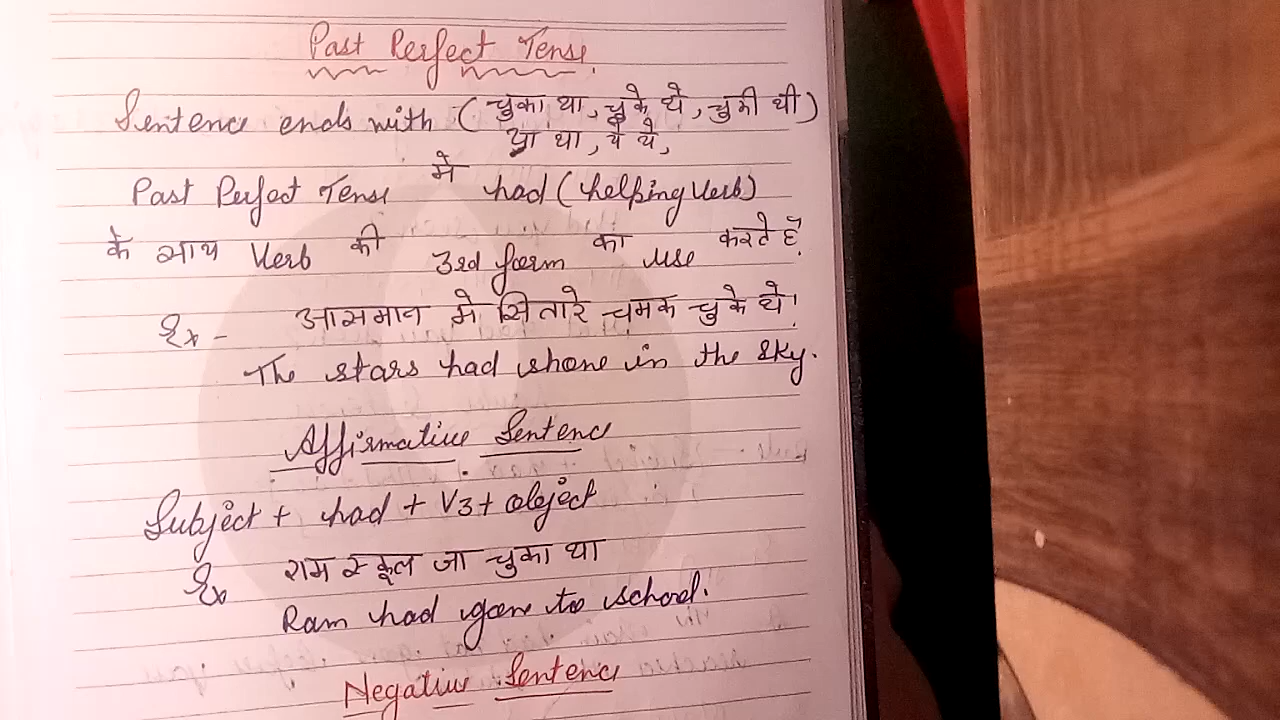 Past Perfect Tense.
Sentence ends with (चुका था, चुके थे, चुकी थी)
आ था, ये थे,
Past Perfect Tense में had (helping Verb)
के साथ Verb की 3rd form का use करते हैं.
Ex - आसमान मे सितारे चमक चुके थे।
The stars had shone in the sky.
Affirmative Sentence
Subject + had + V3 + object
Ex राम स्कूल जा चुका था
Ram had gone to school.
Negative Sentence